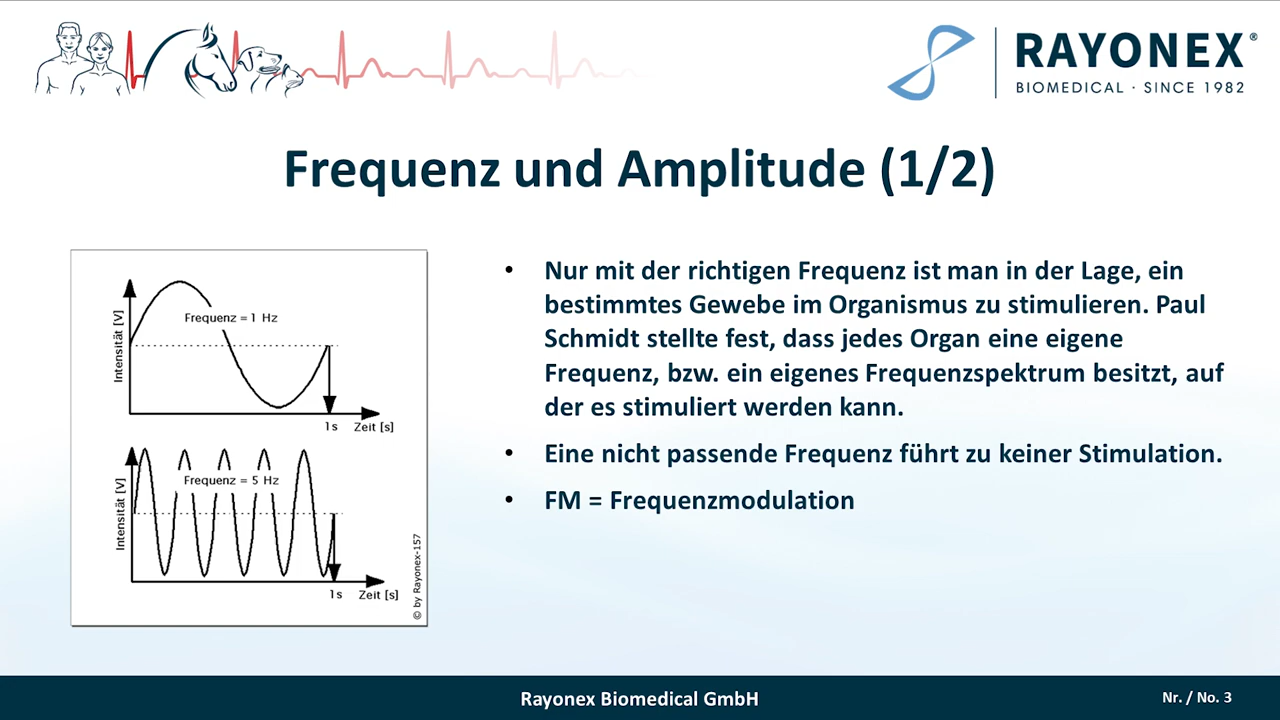 RAYONEX®
BIOMEDICAL · SINCE 1982
Frequenz und Amplitude (1/2)
Intensität [V]
Frequenz = 1 Hz
1s Zeit [s]
Intensität [V]
Frequenz = 5 Hz
1s Zeit [s]
© by Rayonex-157
• Nur mit der richtigen Frequenz ist man in der Lage, ein
bestimmtes Gewebe im Organismus zu stimulieren. Paul
Schmidt stellte fest, dass jedes Organ eine eigene
Frequenz, bzw. ein eigenes Frequenzspektrum besitzt, auf
der es stimuliert werden kann.
• Eine nicht passende Frequenz führt zu keiner Stimulation.
• FM = Frequenzmodulation
Rayonex Biomedical GmbH
Nr. / No. 3